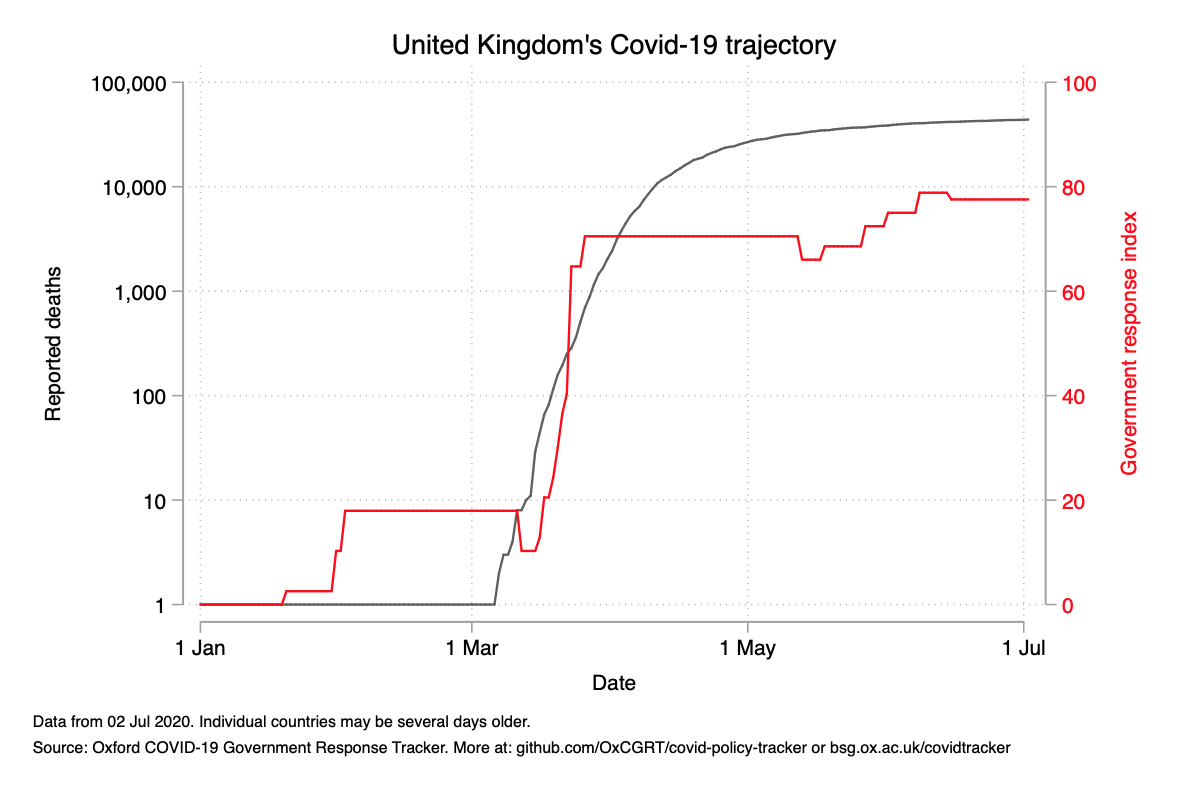 United Kingdom's Covid-19 trajectory
100,000
10,000
1,000
100
10
1
Reported deaths
100
80
60
40
20
0
Government response index
1 Jan
1 Mar
1 May
1 Jul
Date
Data from 02 Jul 2020. Individual countries may be several days older.
Source: Oxford COVID-19 Government Response Tracker. More at: github.com/OxCGRT/covid-policy-tracker or bsg.ox.ac.uk/covidtracker